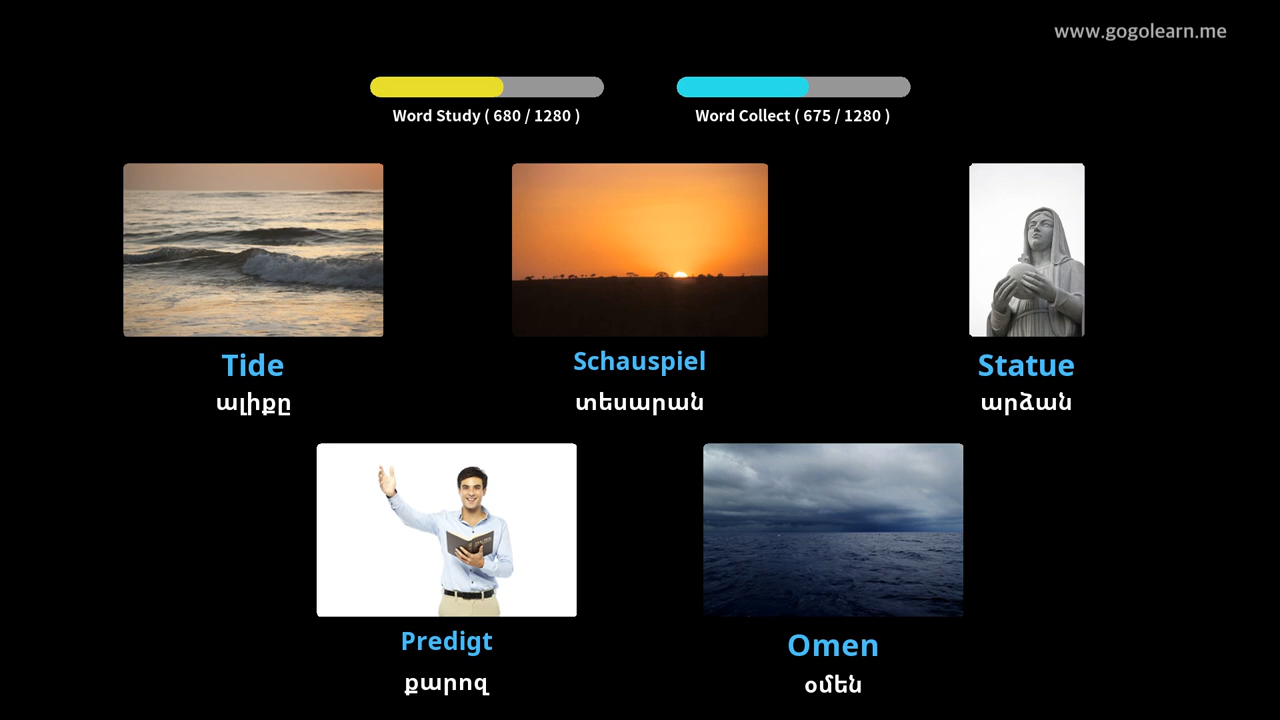 www.gogolearn.me
Word Study ( 680 / 1280 )
Word Collect ( 675 / 1280 )
Tide
ալիքը
Schauspiel
տեսարան
Statue
արձան
Predigt
քարոզ
Omen
օմեն